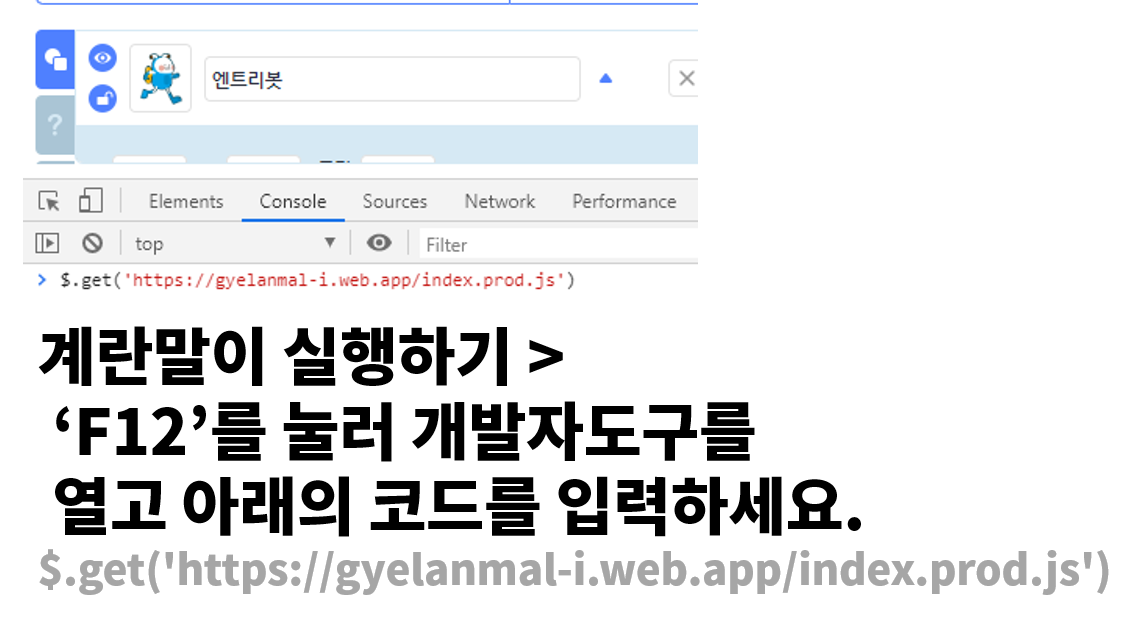 엔트리봇
?
Elements Console Sources Network Performance
top Filter
> $.get('https://gyelanmal-i.web.app/index.prod.js')
계란말이 실행하기 >
‘F12’를 눌러 개발자도구를
열고 아래의 코드를 입력하세요.
$.get('https://gyelanmal-i.web.app/index.prod.js')